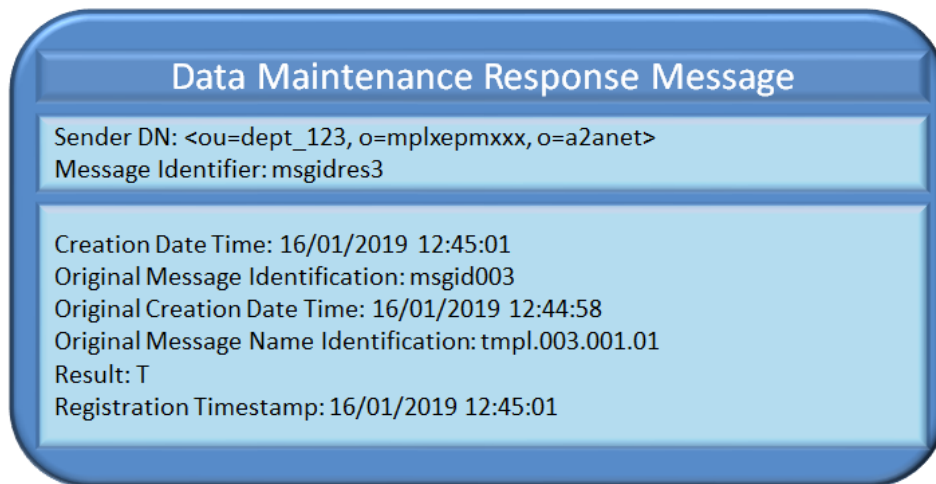 Data Maintenance Response Message
Sender DN: <ou=dept_123, o=mplxepmxxx, o=a2anet>
Message Identifier: msgidres3
Creation Date Time: 16/01/2019 12:45:01
Original Message Identification: msgid003
Original Creation Date Time: 16/01/2019 12:44:58
Original Message Name Identification: tmpl.003.001.01
Result: T
Registration Timestamp: 16/01/2019 12:45:01